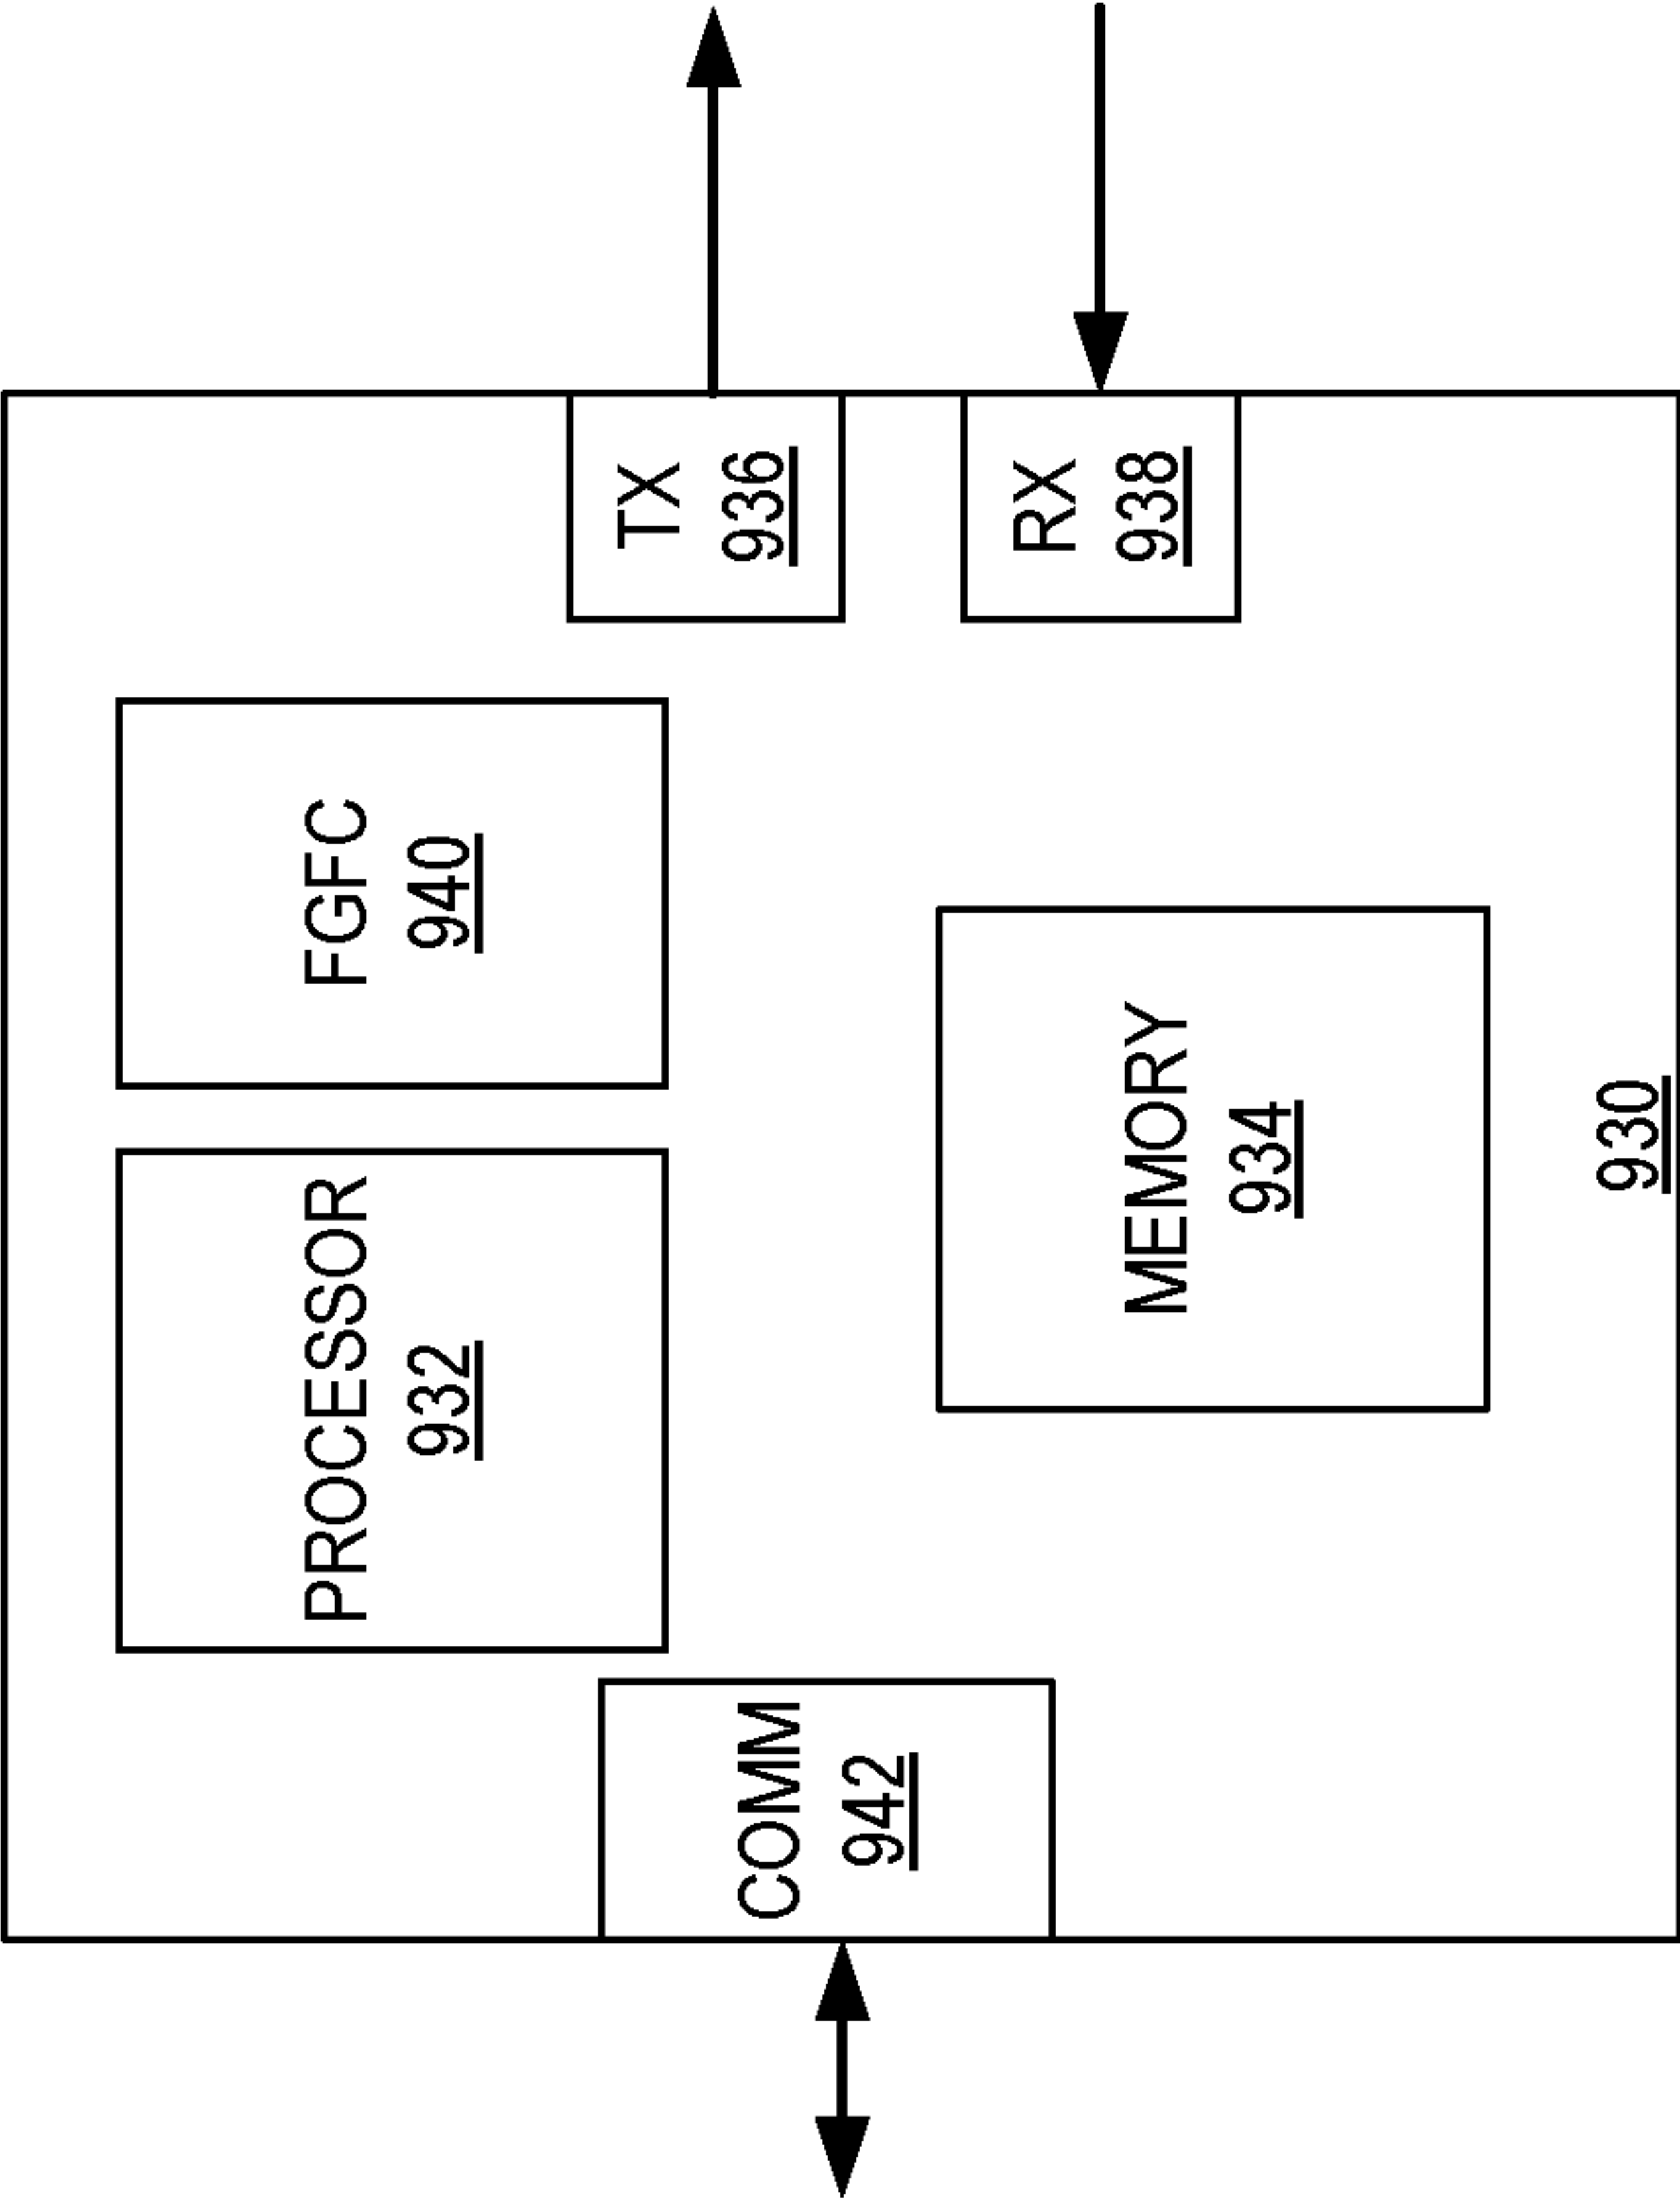 PROCESSOR
932
FGFC
940
TX
936
COMM
942
RX
938
MEMORY
934
930